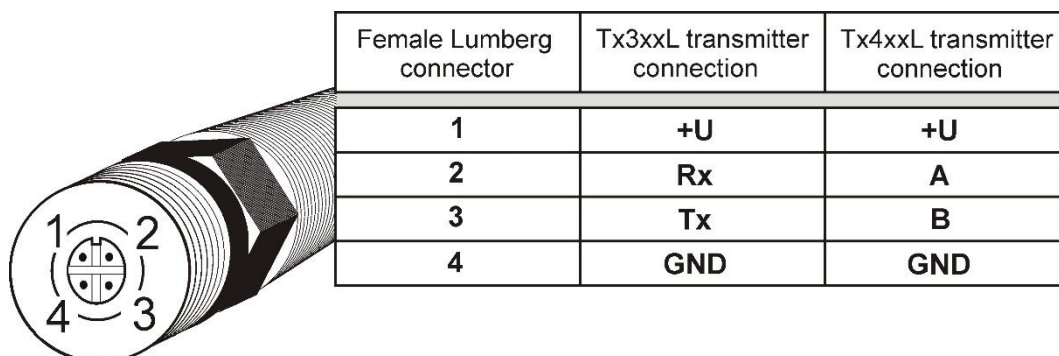 Female Lumberg connector Tx3xxL transmitter connection Tx4xxL transmitter connection
1 +U +U
2 Rx A
3 Tx B
4 GND GND
1 2
4 3